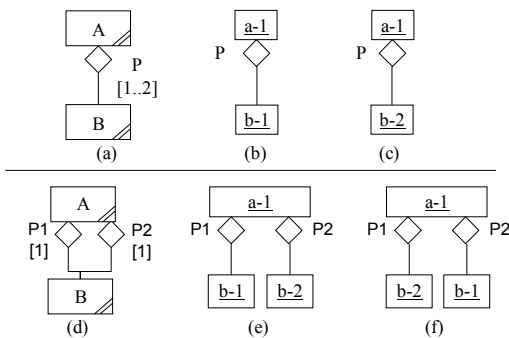 A
P
[1..2]
B
(a)
a-1
P
b-1
(b)
a-1
P
b-2
(c)
A
P1
[1]
P2
[1]
B
(d)
a-1
P1
P2
b-1
b-2
(e)
a-1
P1
P2
b-2
b-1
(f)